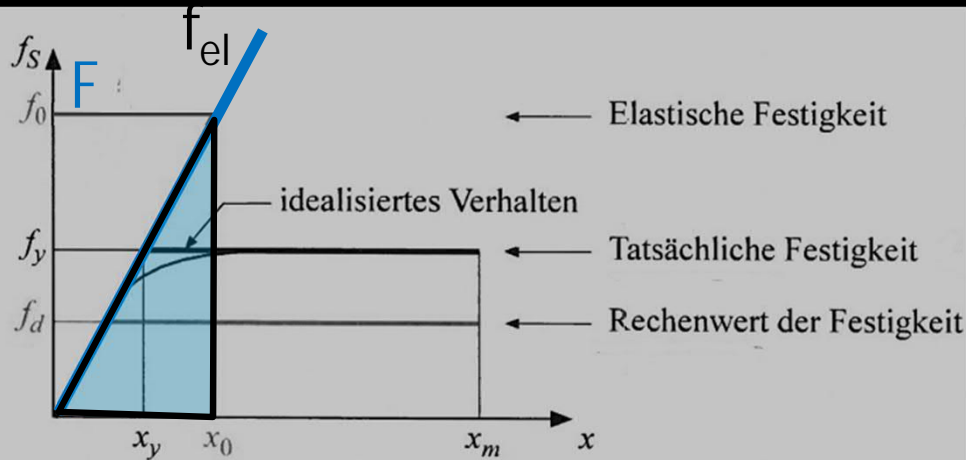 f_el
f_S
F
f_0
Elastische Festigkeit
idealisiertes Verhalten
f_y
Tatsächliche Festigkeit
f_d
Rechenwert der Festigkeit
x_y
x_0
x_m
x